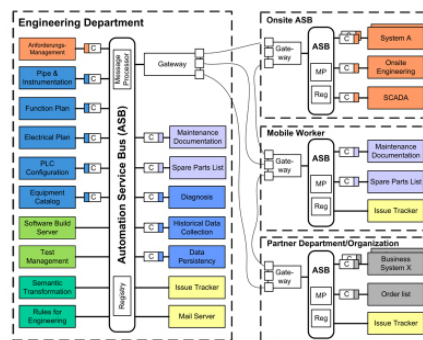 Engineering Department
Anforderungs-
Management
C
Pipe &
Instrumentation
C
Function Plan
C
Electrical Plan
C
PLC
Configuration
C
Equipment
Catalog
C
Software Build
Server
Test
Management
Semantic
Transformation
Rules for
Engineering
Message
Processor
Automation Service Bus (ASB)
Registry
Gateway
C
Maintenance
Documentation
C
Spare Parts List
C
Diagnosis
C
Historical Data
Collection
C
Data
Persistency
Issue Tracker
Mail Server
Onsite ASB
Gate-
way
ASB
MP
Reg
C
System A
C
Onsite
Engineering
C
SCADA
Mobile Worker
Gate-
way
ASB
MP
Reg
C
Maintenance
Documentation
C
Spare Parts List
Issue Tracker
Partner Department/Organization
Gate-
way
ASB
MP
Reg
C
Business
System X
C
Order list
Issue Tracker